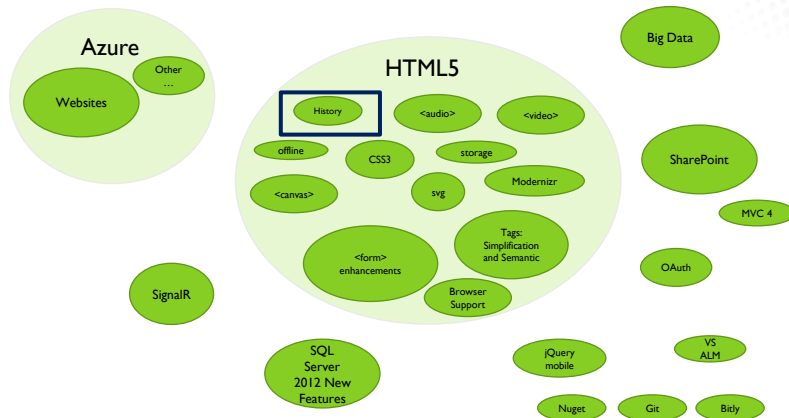 Azure
Websites
Other
…
HTML5
History
<audio>
<video>
offline
CSS3
storage
<canvas>
svg
Modernizr
Tags:
Simplification
and Semantic
<form>
enhancements
Browser
Support
Big Data
SharePoint
MVC 4
OAuth
SignalR
SQL
Server
2012 New
Features
jQuery
mobile
VS
ALM
Nuget
Git
Bitly